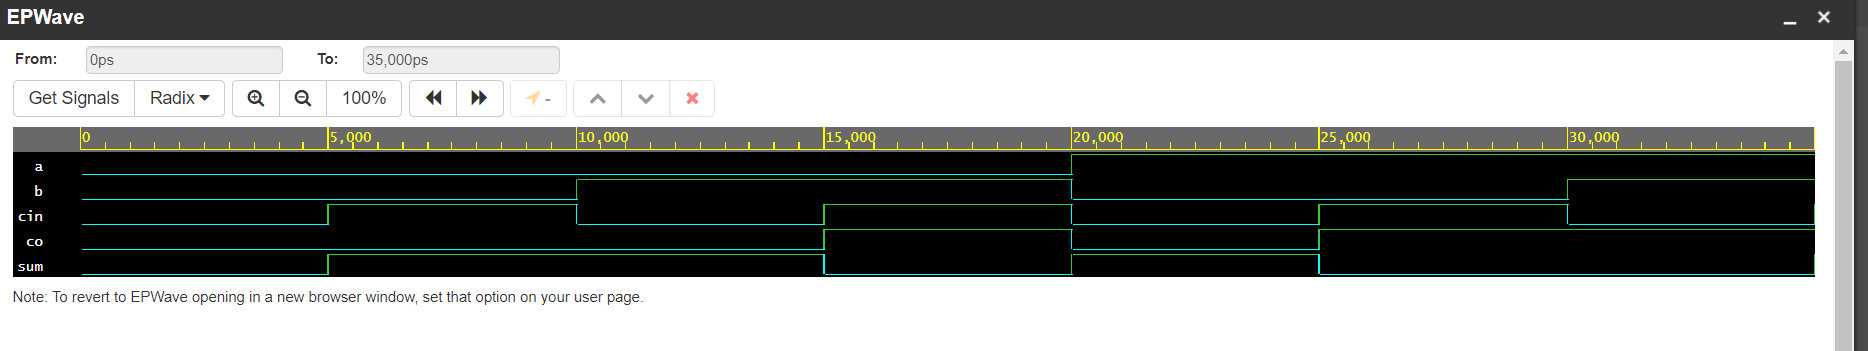 EPWave
From: 0ps To: 35,000ps
Get Signals Radix 100% -
0 5,000 10,000 15,000 20,000 25,000 30,000
a
b
cin
co
sum
Note: To revert to EPWave opening in a new browser window, set that option on your user page.